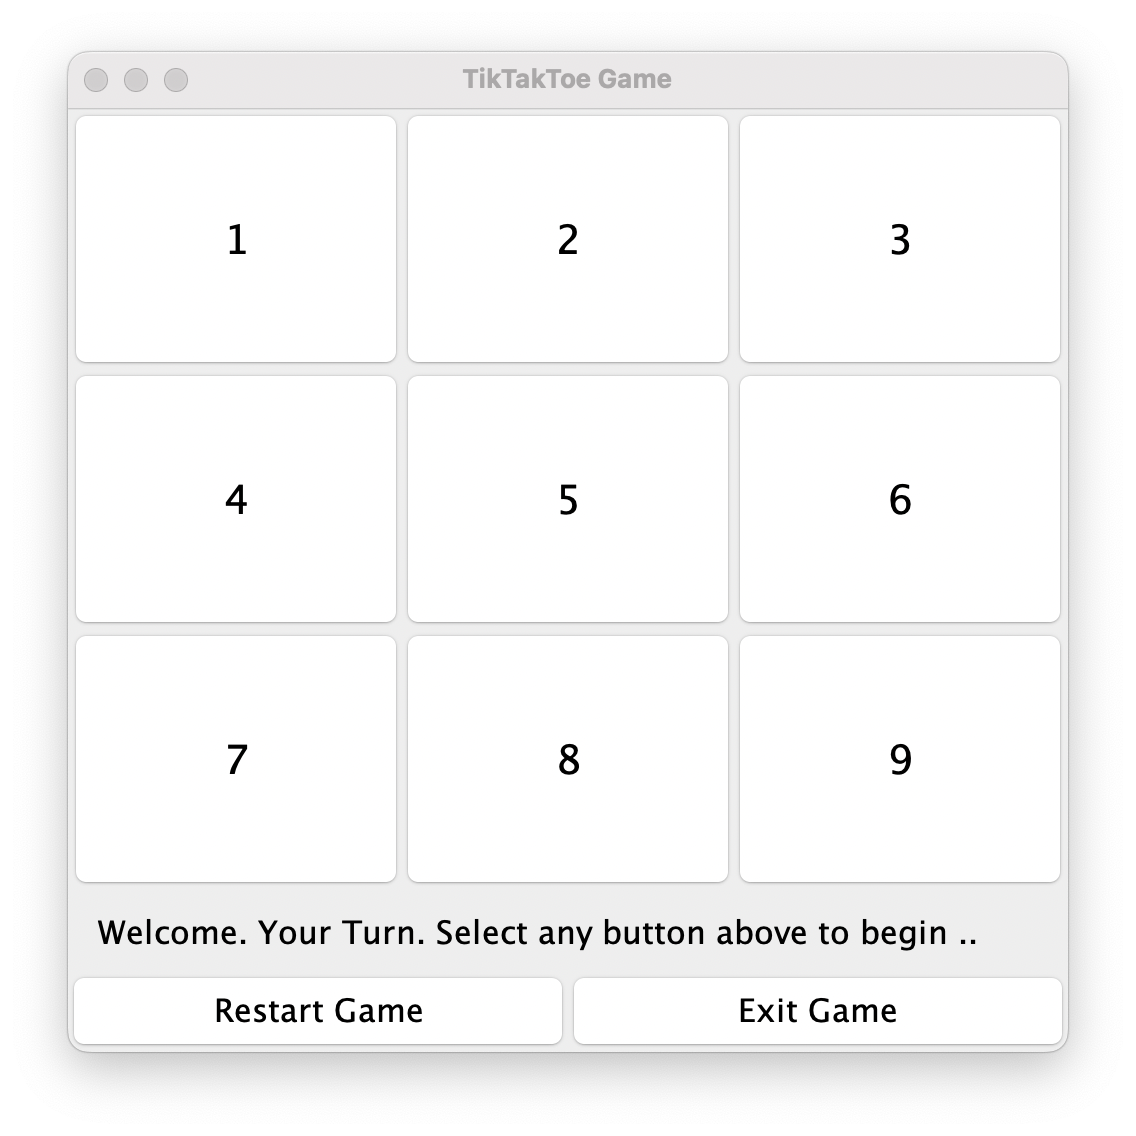 TikTakToe Game
1 2 3
4 5 6
7 8 9
Welcome. Your Turn. Select any button above to begin ..
Restart Game Exit Game